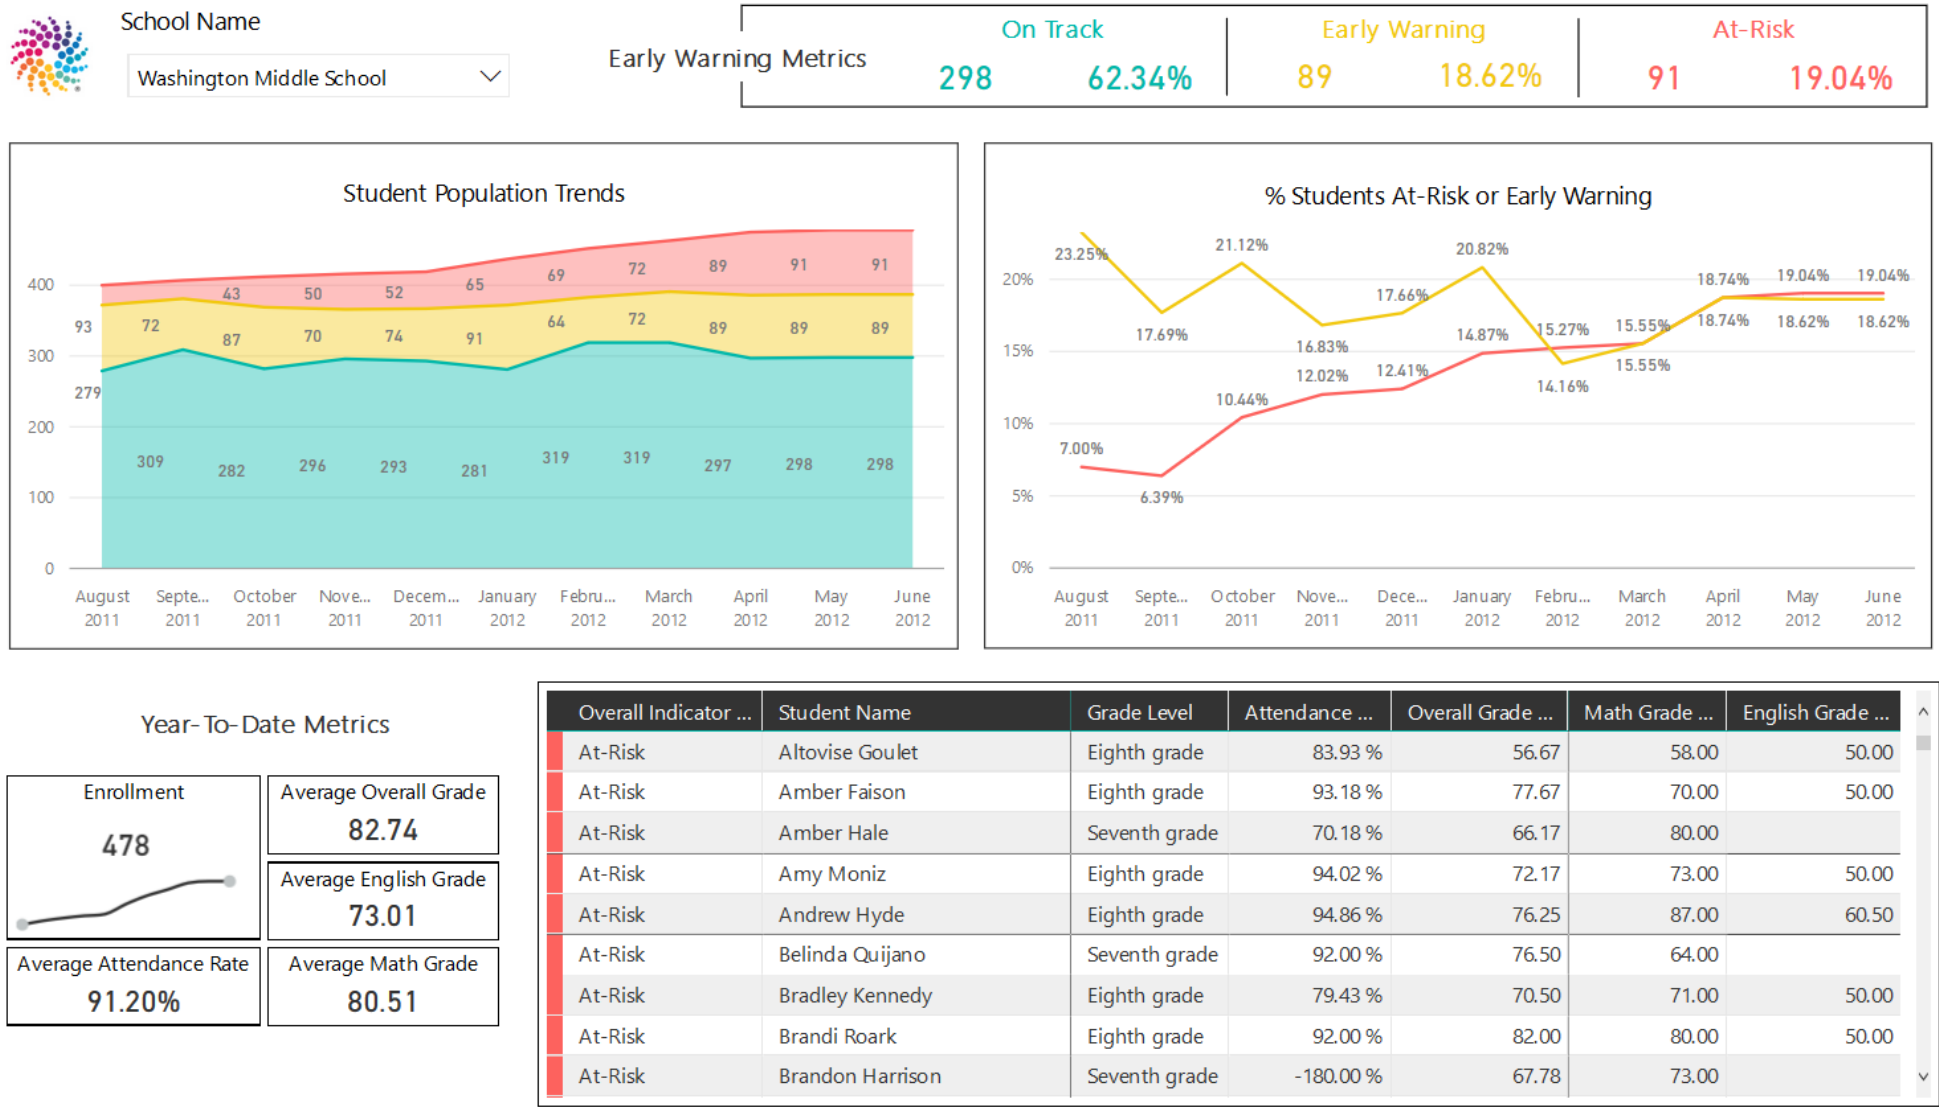 School Name
Washington Middle School
Early Warning Metrics
On Track
298 62.34%
Early Warning
89 18.62%
At-Risk
91 19.04%
Student Population Trends
400
300
200
100
0
43 50 52 65 69 72 89 91 91
93 72 87 70 74 91 64 72 89 89 89
279 309 282 296 293 281 319 319 297 298 298
August 2011
Septe... 2011
October 2011
Nove... 2011
Decem... 2011
January 2012
Febru... 2012
March 2012
April 2012
May 2012
June 2012
% Students At-Risk or Early Warning
20%
15%
10%
5%
0%
23.25% 17.69% 21.12% 16.83% 17.66% 20.82% 14.16% 15.55% 18.74% 18.62% 18.62%
7.00% 6.39% 10.44% 12.02% 12.41% 14.87% 15.27% 15.55% 18.74% 19.04% 19.04%
August 2011
Septe... 2011
October 2011
Nove... 2011
Dece... 2011
January 2012
Febru... 2012
March 2012
April 2012
May 2012
June 2012
Year-To-Date Metrics
Enrollment
478
Average Overall Grade
82.74
Average English Grade
73.01
Average Attendance Rate
91.20%
Average Math Grade
80.51
Overall Indicator ... Student Name Grade Level Attendance ... Overall Grade ... Math Grade ... English Grade ...
At-Risk Altovise Goulet Eighth grade 83.93 % 56.67 58.00 50.00
At-Risk Amber Faison Eighth grade 93.18 % 77.67 70.00 50.00
At-Risk Amber Hale Seventh grade 70.18 % 66.17 80.00
At-Risk Amy Moniz Eighth grade 94.02 % 72.17 73.00 50.00
At-Risk Andrew Hyde Eighth grade 94.86 % 76.25 87.00 60.50
At-Risk Belinda Quijano Seventh grade 92.00 % 76.50 64.00
At-Risk Bradley Kennedy Eighth grade 79.43 % 70.50 71.00 50.00
At-Risk Brandi Roark Eighth grade 92.00 % 82.00 80.00 50.00
At-Risk Brandon Harrison Seventh grade -180.00 % 67.78 73.00